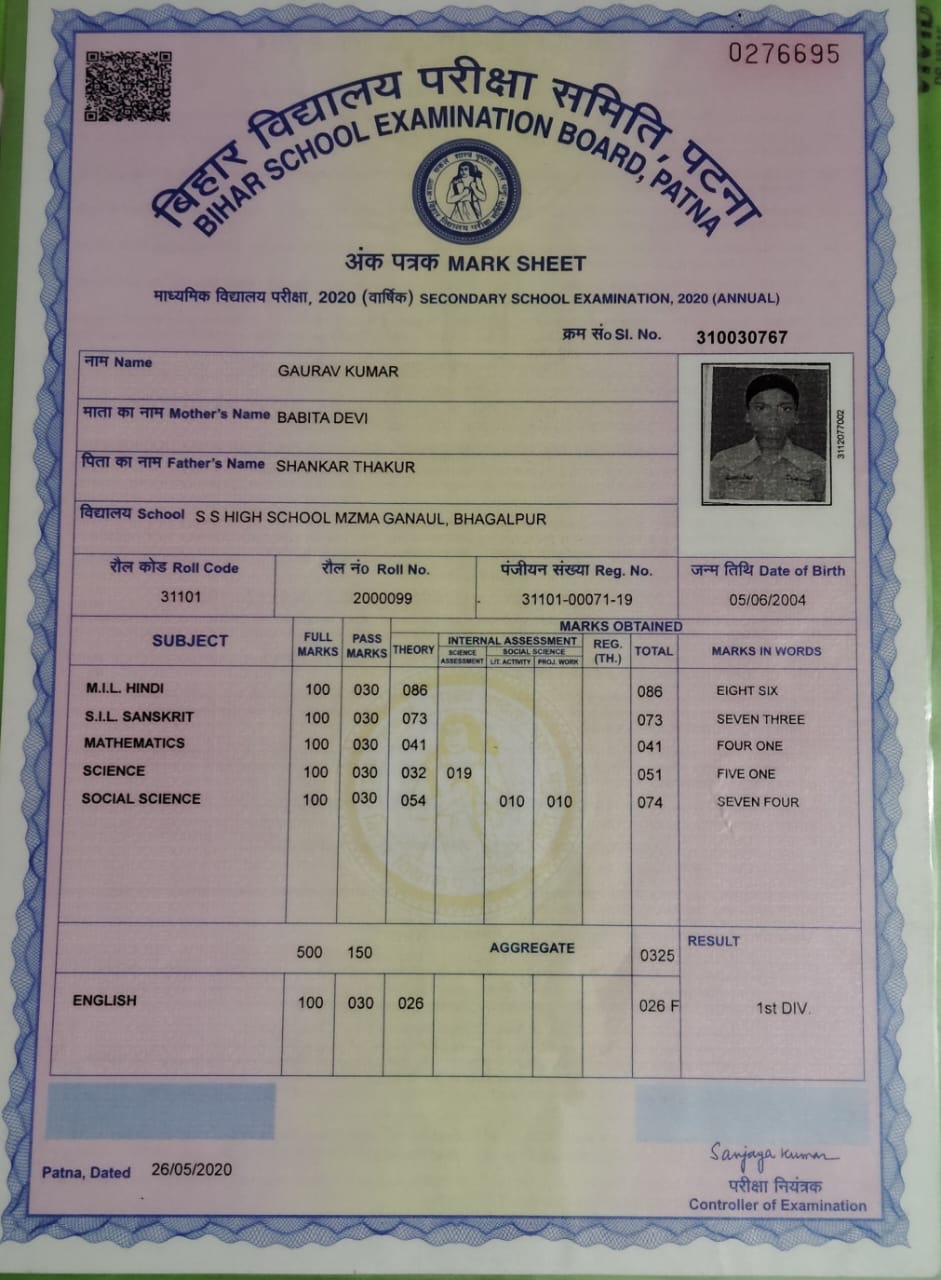 0276695
बिहार विद्यालय परीक्षा समिति, पटना
BIHAR SCHOOL EXAMINATION BOARD, PATNA
अंक पत्रक MARK SHEET
माध्यमिक विद्यालय परीक्षा, 2020 (वार्षिक) SECONDARY SCHOOL EXAMINATION, 2020 (ANNUAL)
क्रम सं० Sl. No. 310030767
नाम Name GAURAV KUMAR
माता का नाम Mother's Name BABITA DEVI
पिता का नाम Father's Name SHANKAR THAKUR
विद्यालय School S S HIGH SCHOOL MZMA GANAUL, BHAGALPUR
3112077002
रौल कोड Roll Code रौल नं० Roll No. पंजीयन संख्या Reg. No. जन्म तिथि Date of Birth
31101 2000099 31101-00071-19 05/06/2004
MARKS OBTAINED
SUBJECT FULL MARKS PASS MARKS THEORY INTERNAL ASSESSMENT REG. (TH.) TOTAL MARKS IN WORDS
SCIENCE ASSESSMENT SOCIAL SCIENCE
LIT. ACTIVITY PROJ. WORK
M.I.L. HINDI 100 030 086 086 EIGHT SIX
S.I.L. SANSKRIT 100 030 073 073 SEVEN THREE
MATHEMATICS 100 030 041 041 FOUR ONE
SCIENCE 100 030 032 019 051 FIVE ONE
SOCIAL SCIENCE 100 030 054 010 010 074 SEVEN FOUR
500 150 AGGREGATE 0325 RESULT
ENGLISH 100 030 026 026 F 1st DIV.
Patna, Dated 26/05/2020
Sanjaya Kumar
परीक्षा नियंत्रक
Controller of Examination